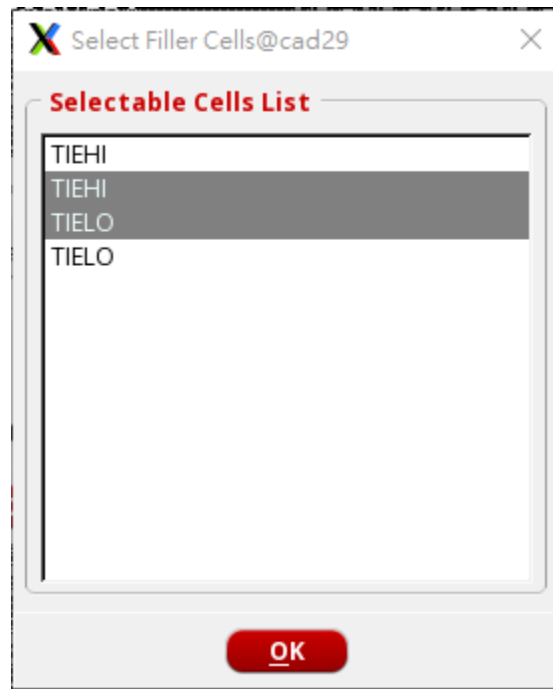 Select Filler Cells@cad29
Selectable Cells List
TIEHI
TIEHI
TIELO
TIELO
OK